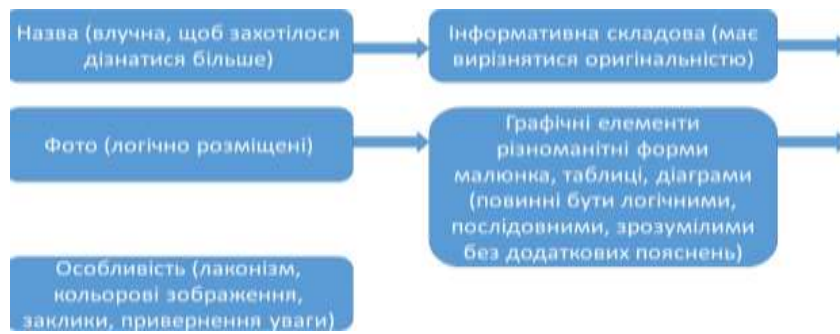 Назва (влучна, щоб захотілося
дізнатися більше)
Інформативна складова (має
вирізнятися оригінальністю)
Фото (логічно розміщені)
Графічні елементи
різноманітні форми
малюнка, таблиці, діаграми
(повинні бути логічними,
послідовними, зрозумілими
без додаткових пояснень)
Особливість (лаконізм,
кольорові зображення,
заклики, привернення уваги)